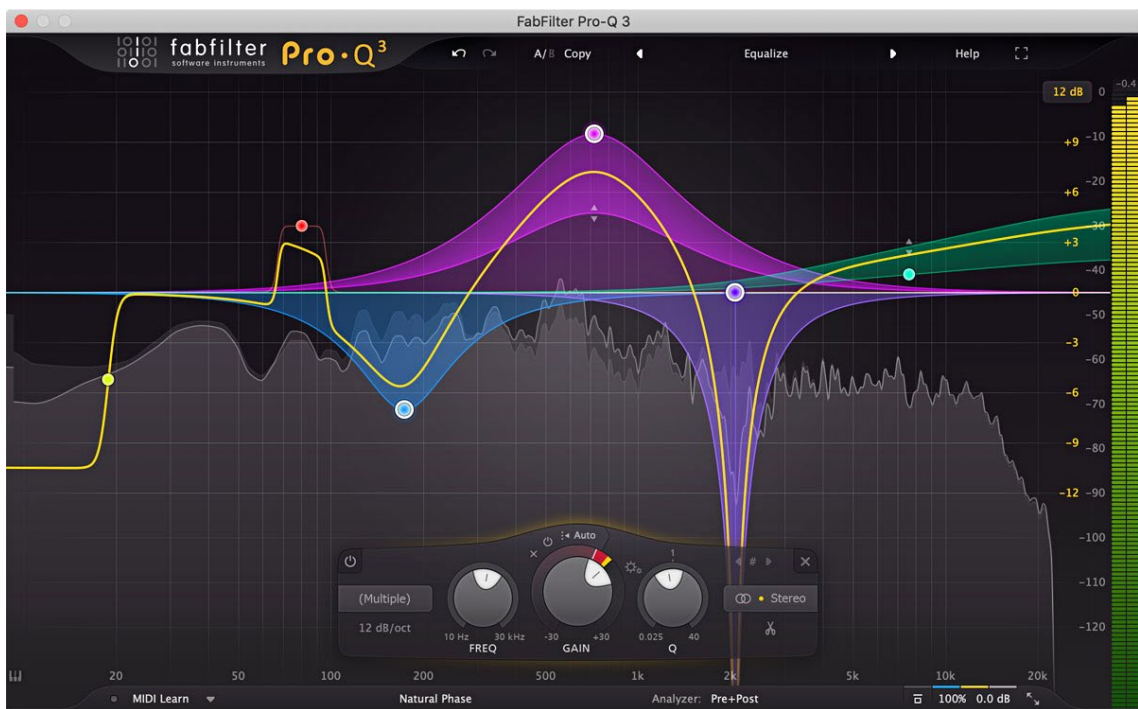 FabFilter Pro-Q 3
fabfilter
software instruments
Pro·Q3
A/B Copy
Equalize
Help
12 dB
0
-0.4
+9
-10
+6
-20
+3
-30
0
-40
-50
-3
-60
-6
-70
-80
-9
-12
-90
-100
-110
-120
Auto
1
#
(Multiple)
12 dB/oct
10 Hz
30 kHz
FREQ
-30
+30
GAIN
0.025
40
Q
Stereo
20
50
100
200
500
1k
2k
5k
10k
20k
MIDI Learn
Natural Phase
Analyzer: Pre+Post
100%
0.0 dB